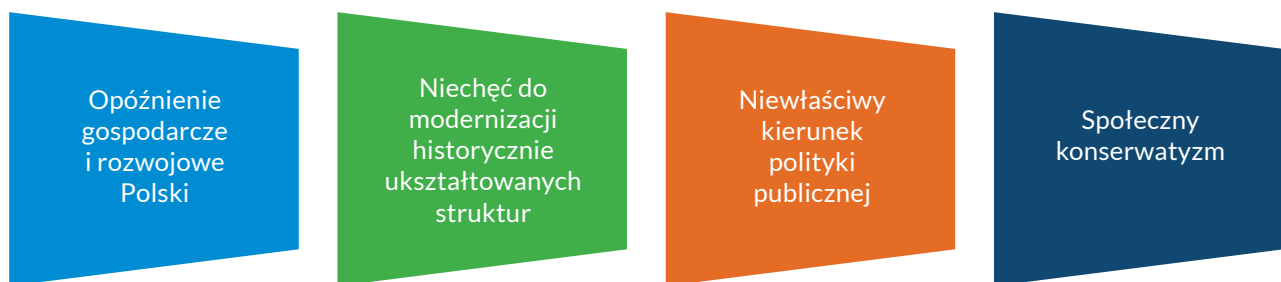 Opóźnienie
gospodarcze
i rozwojowe
Polski
Niechęć do
modernizacji
historycznie
ukształtowanych
struktur
Niewłaściwy
kierunek
polityki
publicznej
Społeczny
konserwatyzm